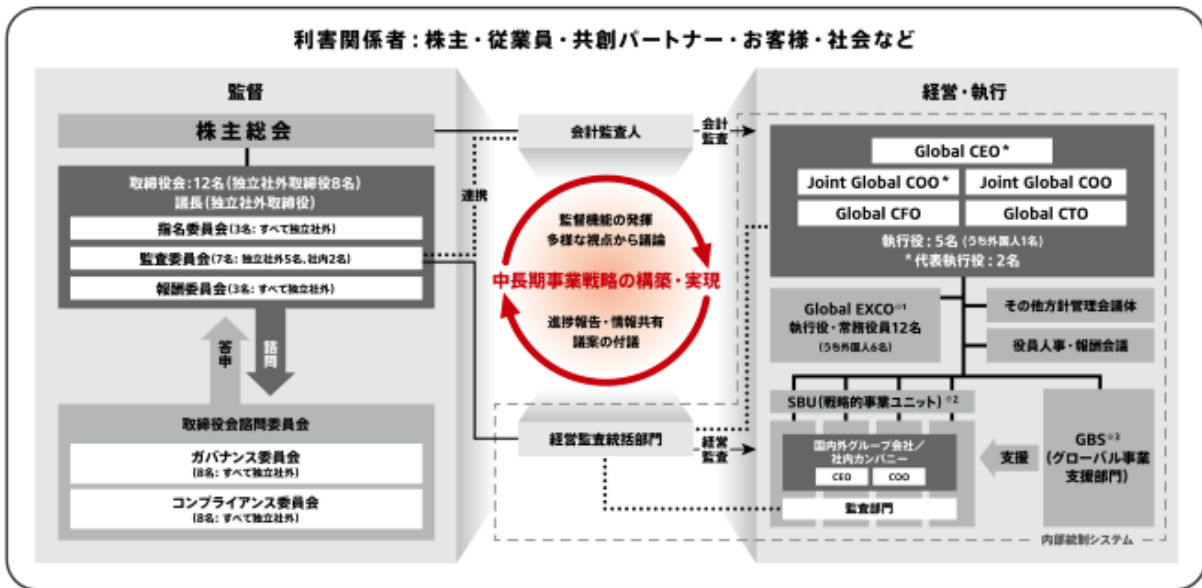 利害関係者：株主・従業員・共創パートナー・お客様・社会など
監督
株主総会
取締役会：12名（独立社外取締役8名）
議長（独立社外取締役）
指名委員会（3名：すべて独立社外）
監査委員会（7名：独立社外5名、社内2名）
報酬委員会（3名：すべて独立社外）
答申
諮問
取締役会諮問委員会
ガバナンス委員会
（8名：すべて独立社外）
コンプライアンス委員会
（8名：すべて独立社外）
会計監査人
会計
監査
連携
監督機能の発揮
多様な視点から議論
中長期事業戦略の構築・実現
進捗報告・情報共有
議案の付議
経営監査統括部門
経営
監査
経営・執行
Global CEO*
Joint Global COO*
Joint Global COO
Global CFO
Global CTO
執行役：5名（うち外国人1名）
*代表執行役：2名
Global EXCO※1
執行役・常務役員12名
（うち外国人6名）
その他方針管理会議体
役員人事・報酬会議
SBU（戦略的事業ユニット）※2
国内外グループ会社／
社内カンパニー
CEO
COO
監査部門
支援
GBS※3
（グローバル事業
支援部門）
内部統制システム